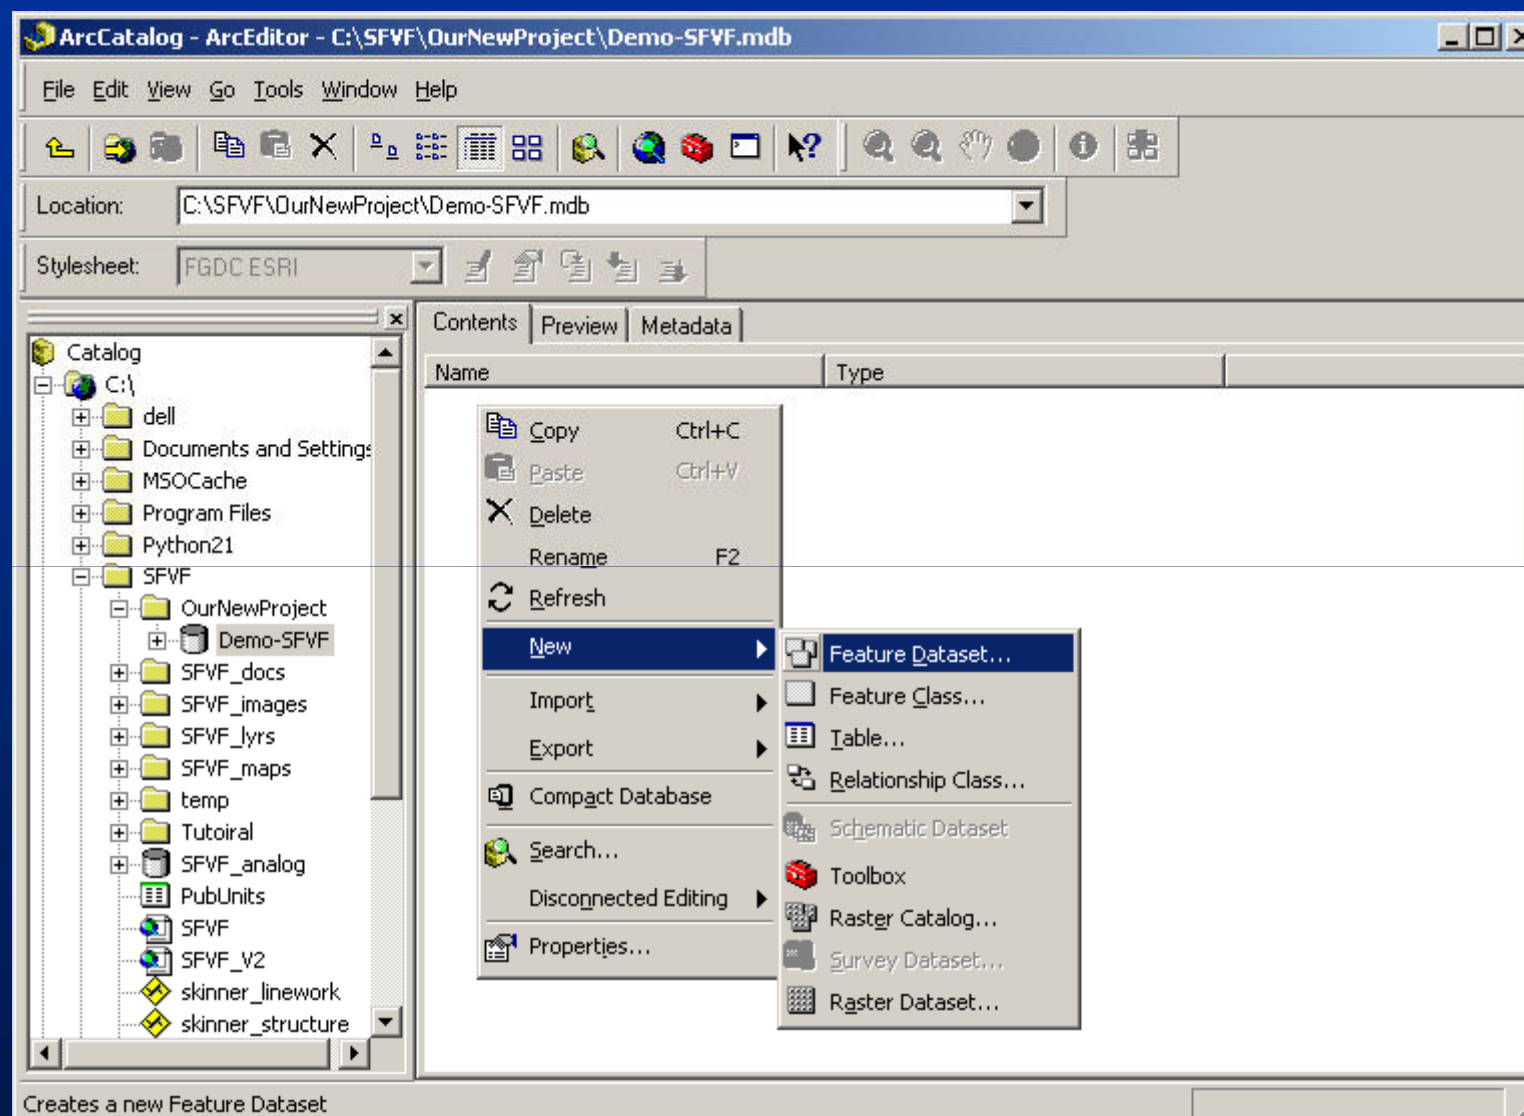 ArcCatalog - ArcEditor - C:\SFVF\OurNewProject\Demo-SFVF.mdb
File Edit View Go Tools Window Help
Location: C:\SFVF\OurNewProject\Demo-SFVF.mdb
Stylesheet: FGDC ESRI
Contents Preview Metadata
Name Type
Catalog
C:\
dell
Documents and Settings
MSOCache
Program Files
Python21
SFVF
OurNewProject
Demo-SFVF
SFVF_docs
SFVF_images
SFVF_lyrs
SFVF_maps
temp
Tutoiral
SFVF_analog
PubUnits
SFVF
SFVF_V2
skinner_linework
skinner_structure
Copy Ctrl+C
Paste Ctrl+V
Delete
Rename F2
Refresh
New
Import
Export
Compact Database
Search...
Disconnected Editing
Properties...
Feature Dataset...
Feature Class...
Table...
Relationship Class...
Schematic Dataset
Toolbox
Raster Catalog...
Survey Dataset...
Raster Dataset...
Creates a new Feature Dataset